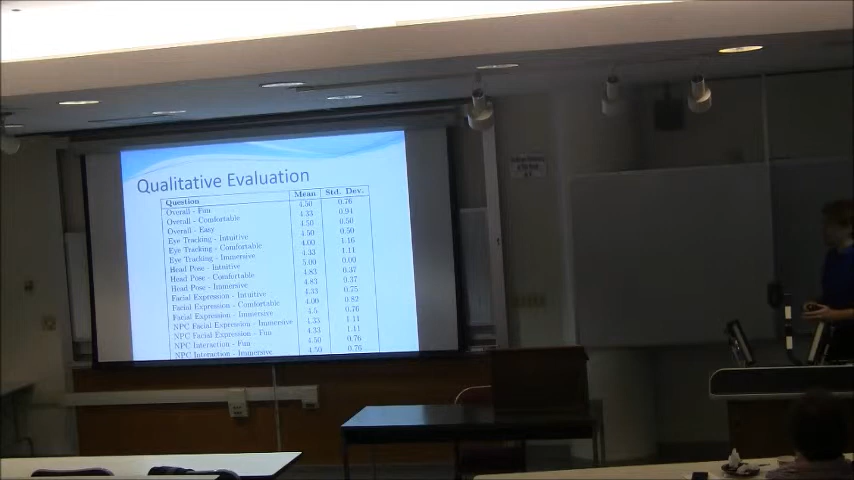 Qualitative Evaluation
Question Mean Std. Dev.
Overall - Fun 4.50 0.76
Overall - Comfortable 4.33 0.94
Overall - Easy 4.50 0.50
Eye Tracking - Intuitive 4.50 0.50
Eye Tracking - Comfortable 4.00 1.16
Eye Tracking - Immersive 4.33 1.11
Head Pose - Intuitive 5.00 0.00
Head Pose - Comfortable 4.83 0.37
Head Pose - Immersive 4.83 0.37
Facial Expression - Intuitive 4.33 0.75
Facial Expression - Comfortable 4.00 0.82
Facial Expression - Immersive 4.5 0.76
NPC Facial Expression - Immersive 4.33 1.11
NPC Facial Expression - Fun 4.33 1.11
NPC Interaction - Fun 4.50 0.76
NPC Interaction - Immersive 4.50 0.76